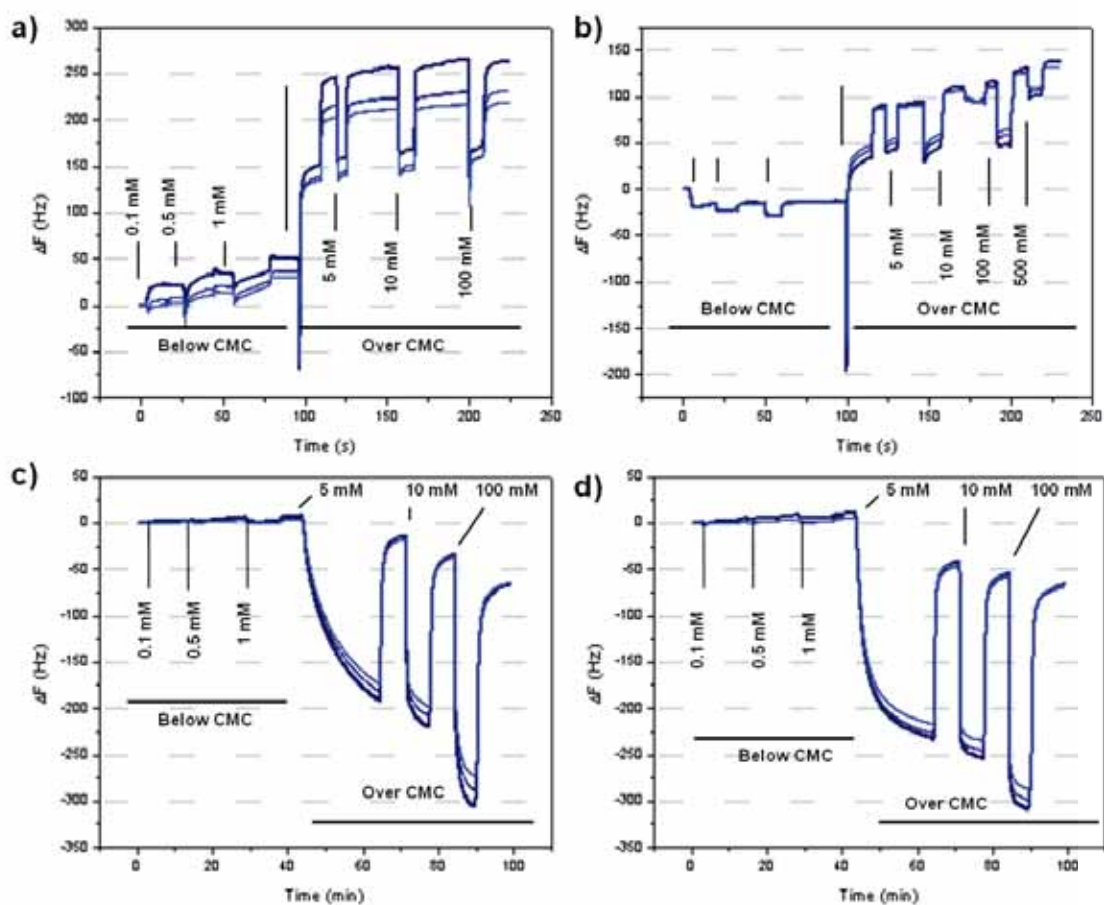 a)
300
250
200
150
100
50
0
-50
-100
ΔF (Hz)
0.1 mM
0.5 mM
1 mM
5 mM
10 mM
100 mM
Below CMC
Over CMC
0 50 100 150 200 250
Time (s)
b)
150
100
50
0
-50
-100
-150
-200
ΔF (Hz)
5 mM
10 mM
100 mM
500 mM
Below CMC
Over CMC
0 50 100 150 200 250
Time (s)
c)
50
0
-50
-100
-150
-200
-250
-300
-350
ΔF (Hz)
0.1 mM
0.5 mM
1 mM
5 mM
10 mM
100 mM
Below CMC
Over CMC
0 20 40 60 80 100
Time (min)
d)
50
0
-50
-100
-150
-200
-250
-300
-350
ΔF (Hz)
0.1 mM
0.5 mM
1 mM
5 mM
10 mM
100 mM
Below CMC
Over CMC
0 20 40 60 80 100
Time (min)